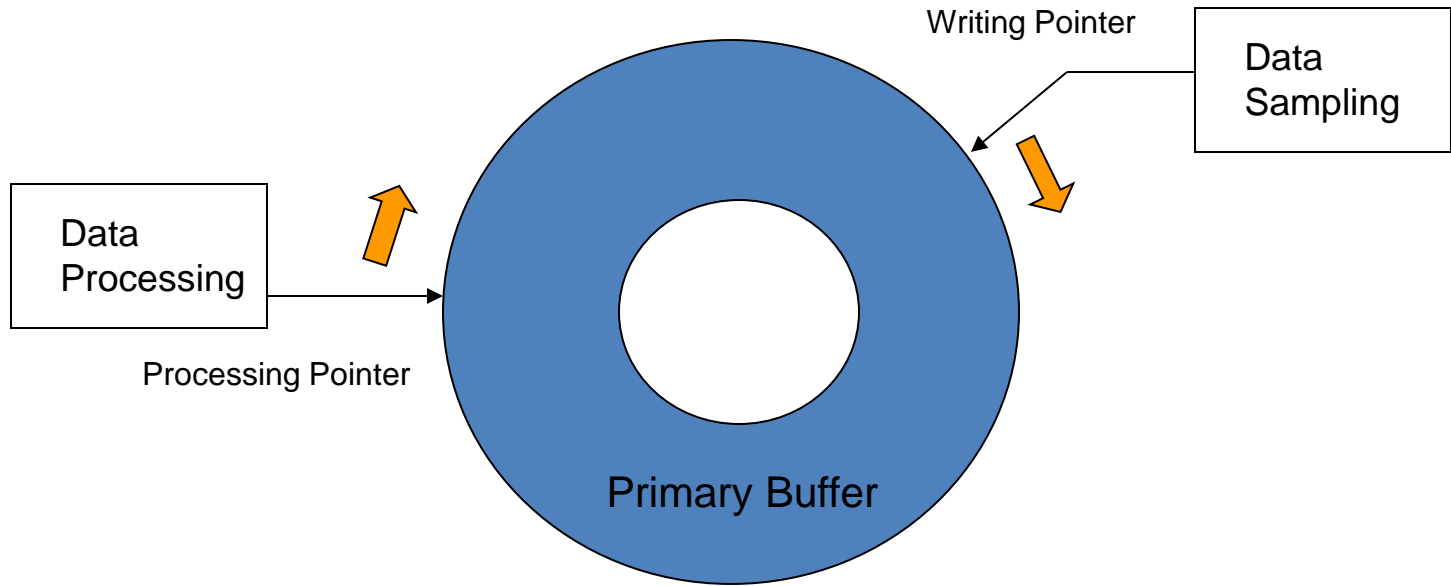 Writing Pointer
Data
Sampling
Data
Processing
Processing Pointer
Primary Buffer